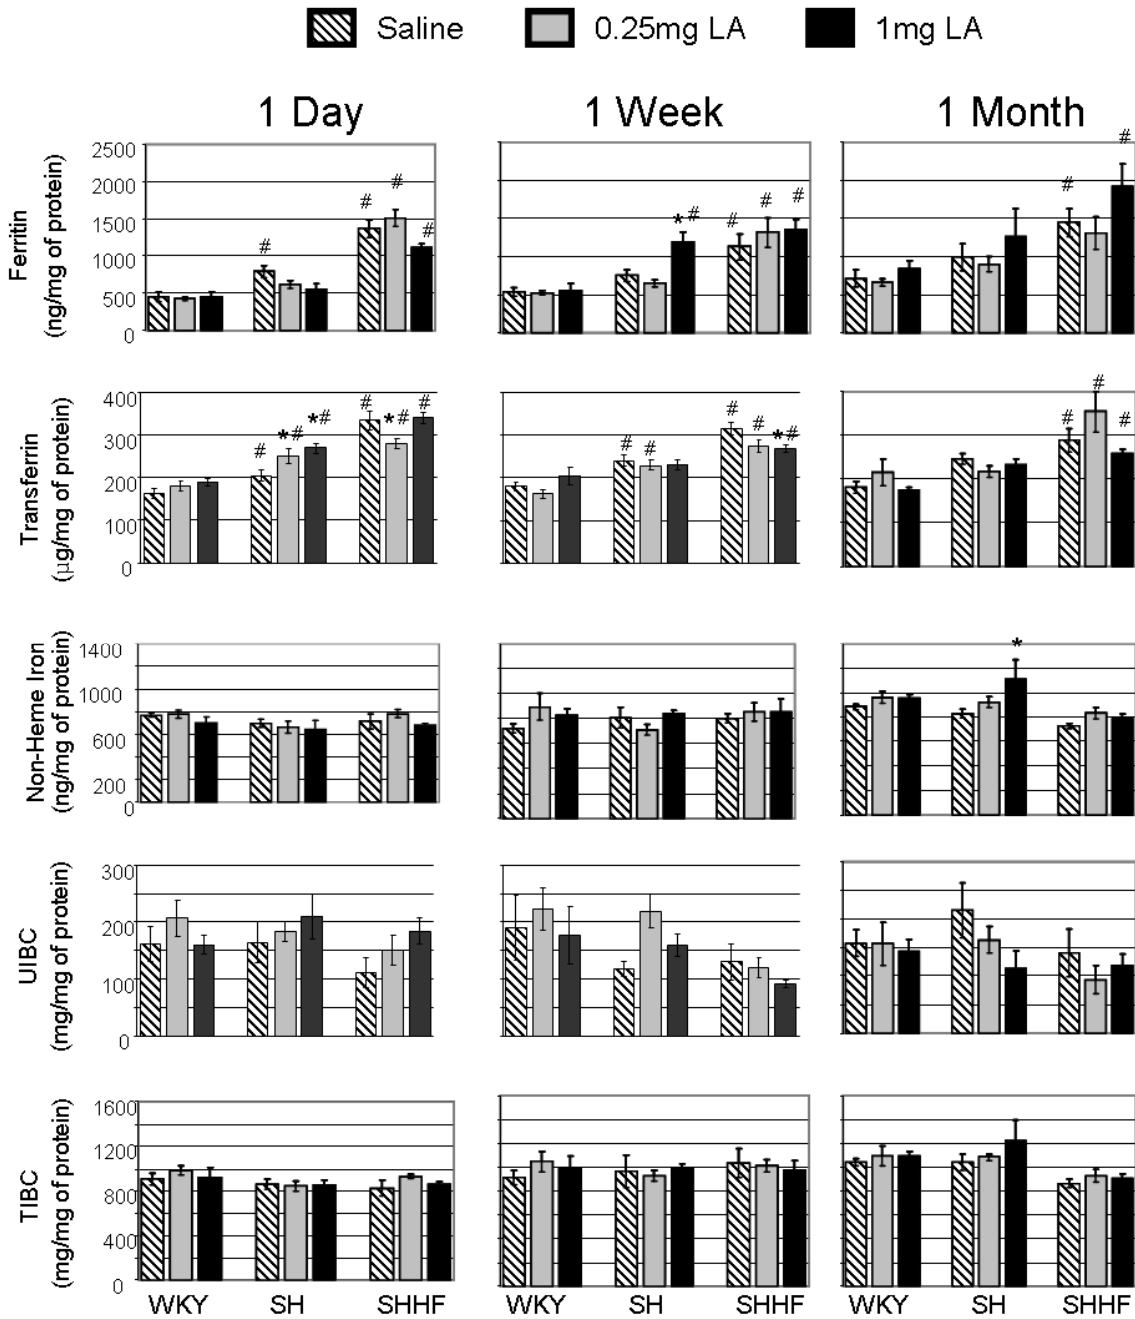 Saline 0.25mg LA 1mg LA
1 Day 1 Week 1 Month
Ferritin
(ng/mg of protein)
2500
2000
1500
1000
500
0
# # # #
*# # # #
# #
Transferrin
(µg/mg of protein)
400
300
200
100
0
# *# *# # *# #
# # # # *#
# # #
Non-Heme Iron
(ng/mg of protein)
1400
1000
600
200
0
*
UIBC
(mg/mg of protein)
300
200
100
0
TIBC
(mg/mg of protein)
1600
1200
800
400
0
WKY SH SHHF WKY SH SHHF WKY SH SHHF